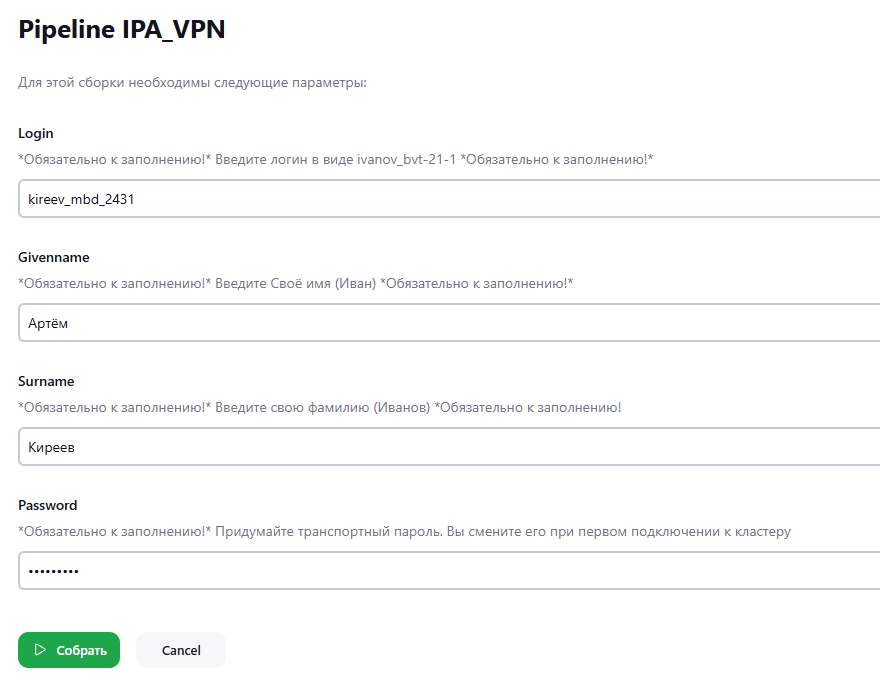 Pipeline IPA_VPN
Для этой сборки необходимы следующие параметры:
Login
*Обязательно к заполнению!* Введите логин в виде ivanov_bvt-21-1 *Обязательно к заполнению!*
kireev_mbd_2431
Givenname
*Обязательно к заполнению!* Введите Своё имя (Иван) *Обязательно к заполнению!*
Артём
Surname
*Обязательно к заполнению!* Введите свою фамилию (Иванов) *Обязательно к заполнению!
Киреев
Password
*Обязательно к заполнению!* Придумайте транспортный пароль. Вы смените его при первом подключении к кластеру
•••••••••
Собрать Cancel